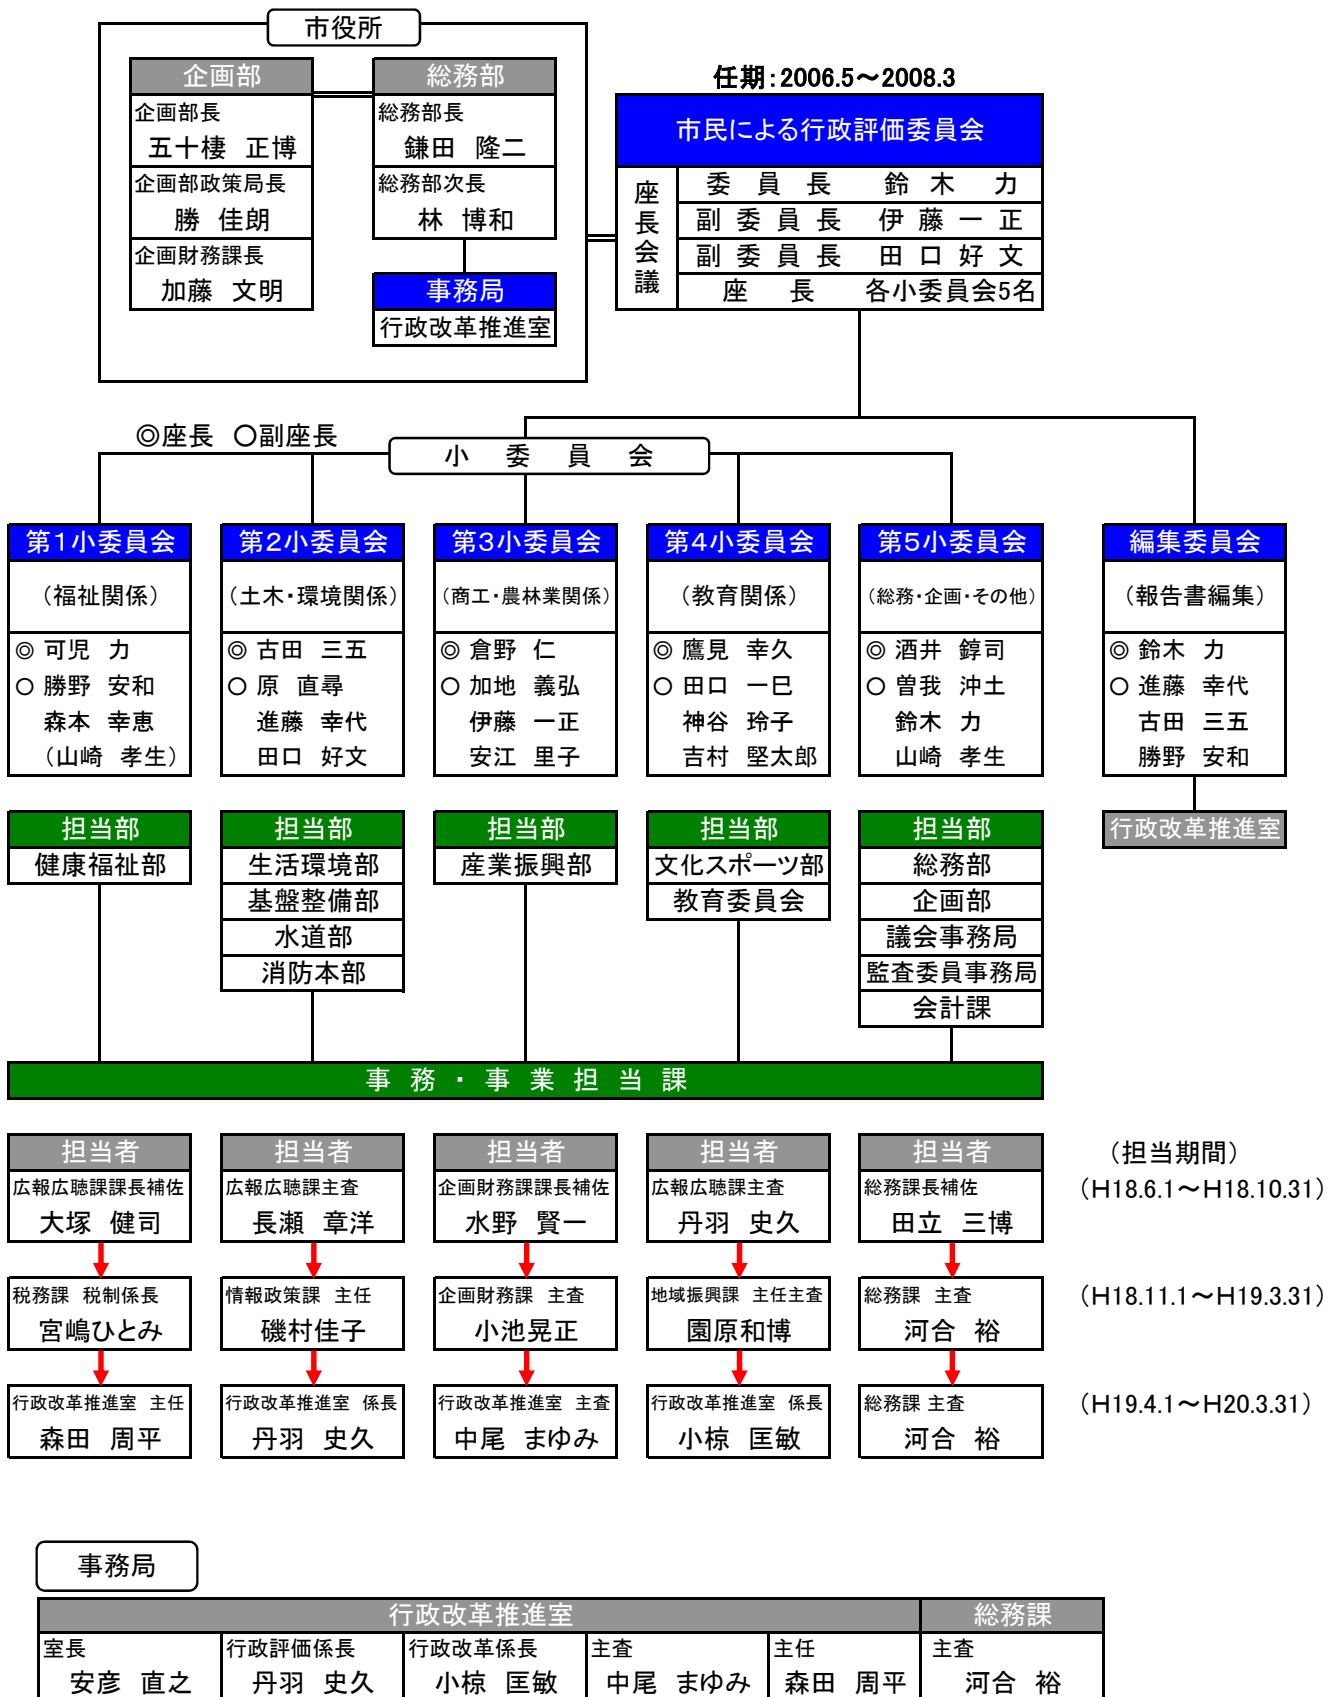 市役所
企画部
総務部
任期：2006.5～2008.3
企画部長
五十棲　正博
総務部長
鎌田　隆二
市民による行政評価委員会
企画部政策局長
勝　佳朗
総務部次長
林　博和
座長会議
委　員　長　　鈴　木　　力
副　委　員　長　伊　藤　一　正
副　委　員　長　田　口　好　文
座　　長　　各小委員会5名
企画財務課長
加藤　文明
事務局
行政改革推進室
◎座長　○副座長
小　委　員　会
第1小委員会
（福祉関係）
◎ 可児　力
○ 勝野　安和
森本　幸恵
（山崎　孝生）
第2小委員会
（土木・環境関係）
◎ 古田　三五
○ 原　直尋
進藤　幸代
田口　好文
第3小委員会
（商工・農林業関係）
◎ 倉野　仁
○ 加地　義弘
伊藤　一正
安江　里子
第4小委員会
（教育関係）
◎ 鷹見　幸久
○ 田口　一巳
神谷　玲子
吉村　堅太郎
第5小委員会
（総務・企画・その他）
◎ 酒井　錞司
○ 曽我　沖土
鈴木　力
山崎　孝生
編集委員会
（報告書編集）
◎ 鈴木　力
○ 進藤　幸代
古田　三五
勝野　安和
行政改革推進室
担当部
健康福祉部
担当部
生活環境部
基盤整備部
水道部
消防本部
担当部
産業振興部
担当部
文化スポーツ部
教育委員会
担当部
総務部
企画部
議会事務局
監査委員事務局
会計課
事　務　・　事　業　担　当　課
担当者　担当者　担当者　担当者　担当者　（担当期間）
広報広聴課課長補佐　広報広聴課主査　企画財務課課長補佐　広報広聴課主査　総務課長補佐　（H18.6.1～H18.10.31）
大塚　健司　長瀬　章洋　水野　賢一　丹羽　史久　田立　三博
税務課　税制係長　情報政策課　主任　企画財務課　主査　地域振興課　主任主査　総務課　主査　（H18.11.1～H19.3.31）
宮嶋ひとみ　磯村佳子　小池晃正　園原和博　河合　裕
行政改革推進室　主任　行政改革推進室　係長　行政改革推進室　主査　行政改革推進室　係長　総務課 主査　（H19.4.1～H20.3.31）
森田　周平　丹羽　史久　中尾　まゆみ　小椋　匡敏　河合　裕
事務局
行政改革推進室　総務課
室長　行政評価係長　行政改革係長　主査　主任　主査
安彦　直之　丹羽　史久　小椋　匡敏　中尾　まゆみ　森田　周平　河合　裕